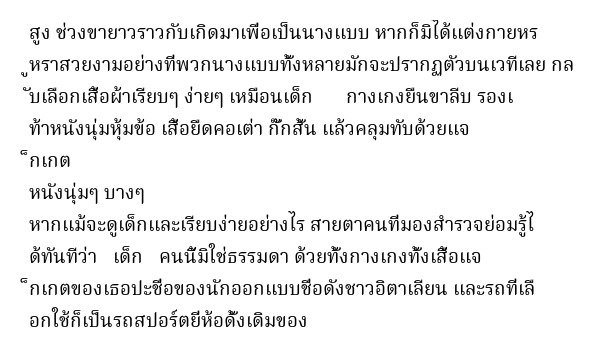 สูง ช่วงขายาวราวกับเกิดมาเพื่อเป็นนางแบบ หากก็มิได้แต่งกายหร
ูหราสวยงามอย่างที่พวกนางแบบทั้งหลายมักจะปรากฏตัวบนเวทีเลย กล
ับเลือกเสื้อผ้าเรียบๆ ง่ายๆ เหมือนเด็ก กางเกงยีนขาลีบ รองเ
ท้าหนังนุ่มหุ้มข้อ เสื้อยืดคอเต่า กั๊กสั้น แล้วคลุมทับด้วยแจ
็กเกต
หนังนุ่มๆ บางๆ
หากแม้จะดูเด็กและเรียบง่ายอย่างไร สายตาคนที่มองสำรวจย่อมรู้ไ
ด้ทันทีว่า เด็ก คนนี้มิใช่ธรรมดา ด้วยทั้งกางเกงทั้งเสื้อแจ
็กเกตของเธอปะชื่อของนักออกแบบชื่อดังชาวอิตาเลียน และรถที่เลื
อกใช้ก็เป็นรถสปอร์ตยี่ห้อดั้งเดิมของ